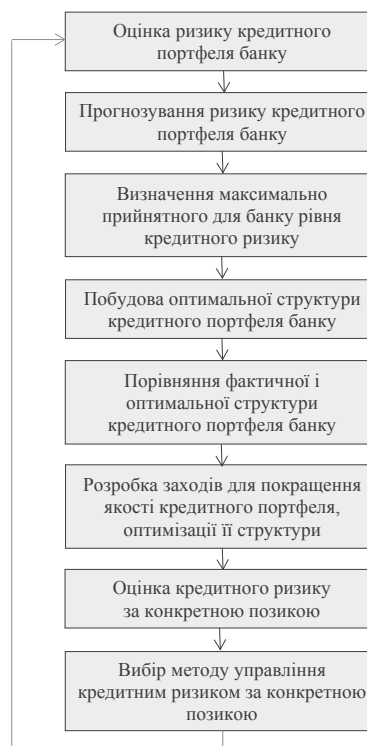 Оцінка ризику кредитного
портфеля банку
Прогнозування ризику кредитного
портфеля банку
Визначення максимально
прийнятного для банку рівня
кредитного ризику
Побудова оптимальної структури
кредитного портфеля банку
Порівняння фактичної і
оптимальної структури
кредитного портфеля банку
Розробка заходів для покращення
якості кредитного портфеля,
оптимізації її структури
Оцінка кредитного ризику
за конкретною позикою
Вибір методу управління
кредитним ризиком за конкретною
позикою